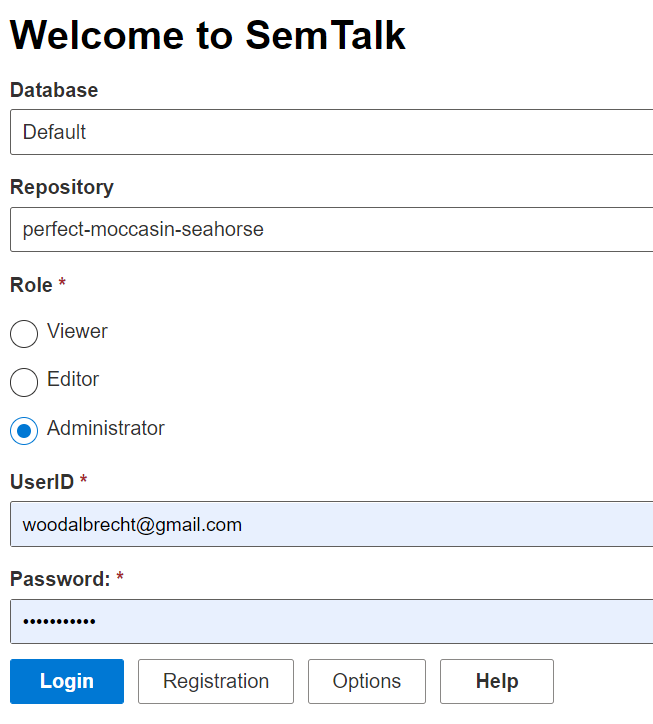 Welcome to SemTalk
Database
Default
Repository
perfect-moccasin-seahorse
Role *
Viewer
Editor
Administrator
UserID *
woodalbrecht@gmail.com
Password: *
•••••••••••
Login Registration Options Help